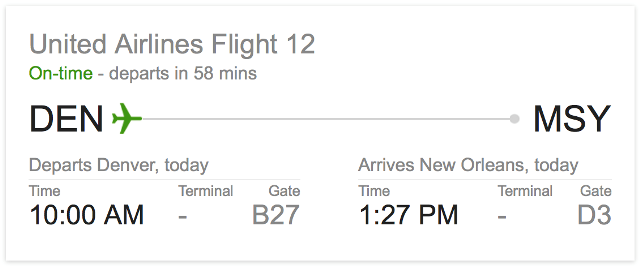 United Airlines Flight 12
On-time - departs in 58 mins
DEN MSY
Departs Denver, today Arrives New Orleans, today
Time Terminal Gate Time Terminal Gate
10:00 AM - B27 1:27 PM - D3